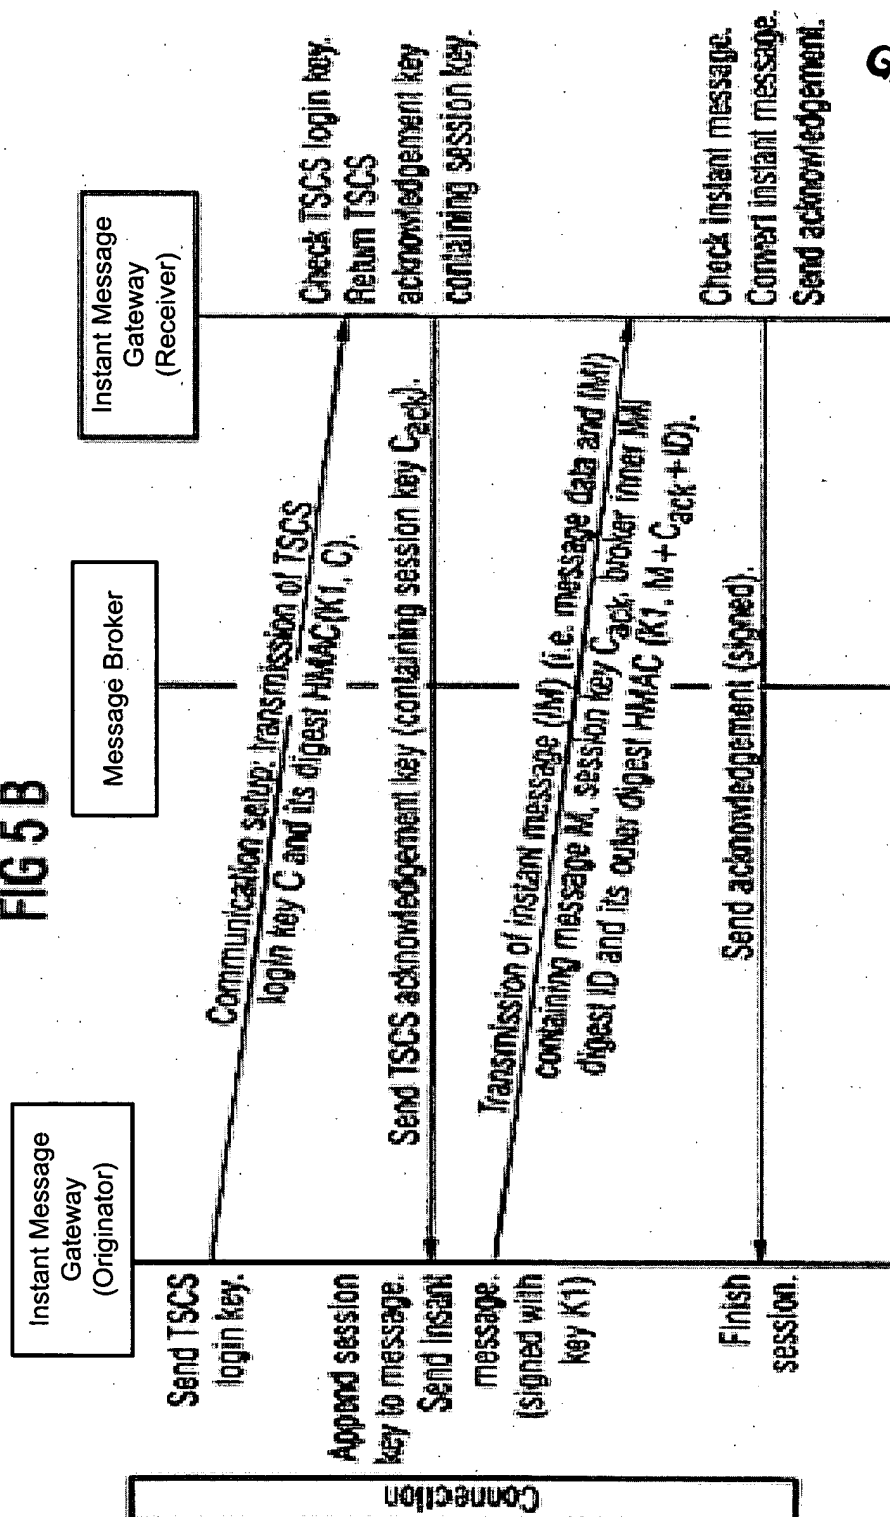 FIG 5 B
Instant Message
Gateway
(Originator)
Message Broker
Instant Message
Gateway
(Receiver)
Send TSCS
login key.
Communication setup: transmission of TSCS
login key C and its digest HMAC(K1, C).
Check TSCS login key.
Return TSCS
acknowledgement key
containing session key.
Send TSCS acknowledgement key (containing session key Cack).
Append session
key to message.
Send Insant
message.
(signed with
key K1)
Transmission of instant message (IM) (i.e. message data and IMI)
containing message M, session key Cack, broker inner IMI
digest ID and its outer digest HMAC (K1, M+Cack+ID).
Check instant message.
Convert instant message.
Send acknowledgement.
Send acknowledgement (signed).
Finish
session.
Connection